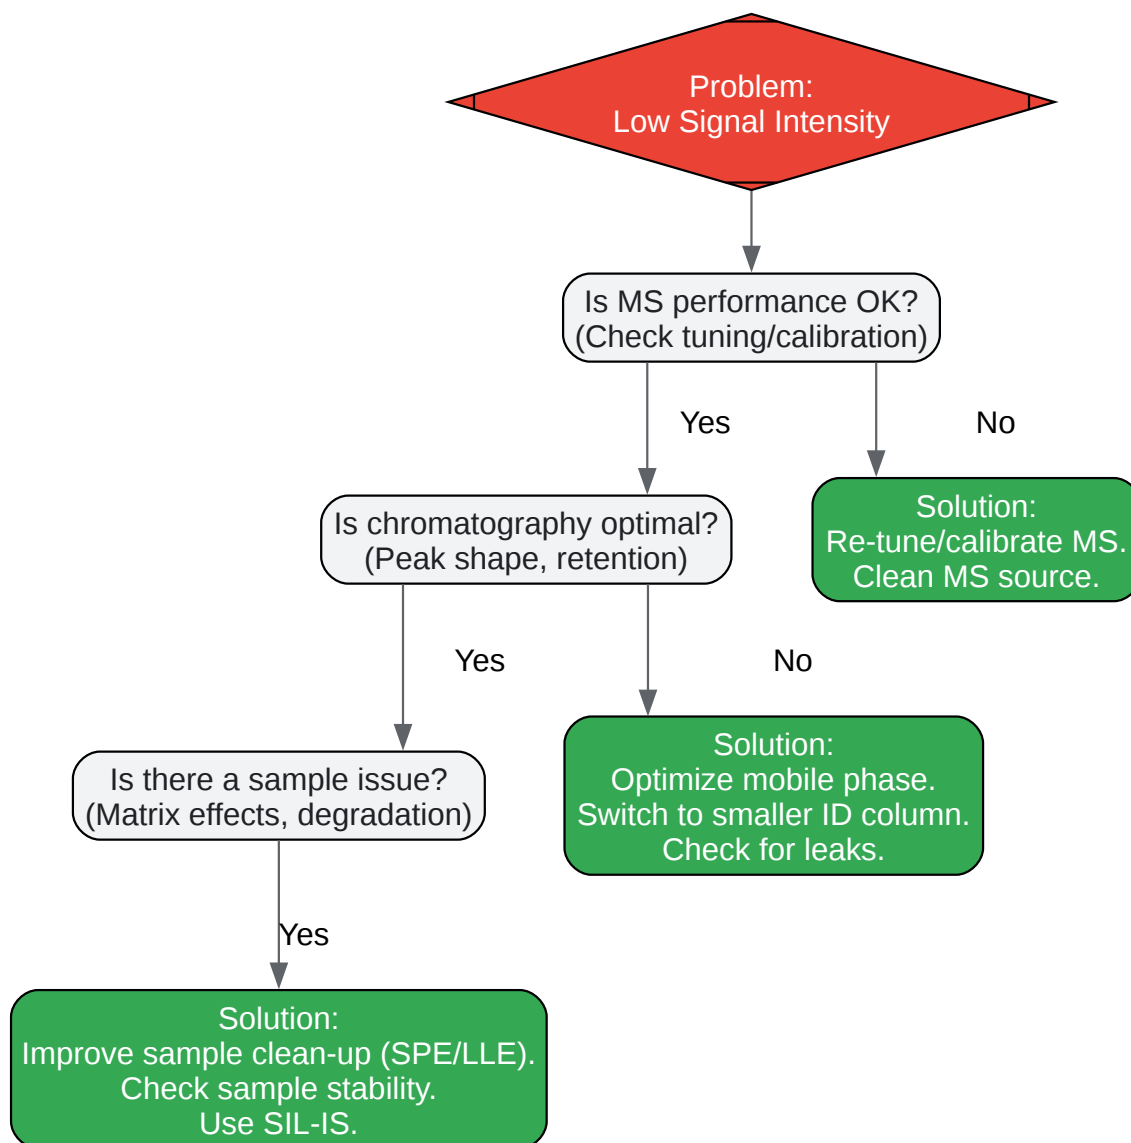 Problem:
Low Signal Intensity
Is MS performance OK?
(Check tuning/calibration)
Yes
No
Solution:
Re-tune/calibrate MS.
Clean MS source.
Is chromatography optimal?
(Peak shape, retention)
Yes
No
Solution:
Optimize mobile phase.
Switch to smaller ID column.
Check for leaks.
Is there a sample issue?
(Matrix effects, degradation)
Yes
Solution:
Improve sample clean-up (SPE/LLE).
Check sample stability.
Use SIL-IS.